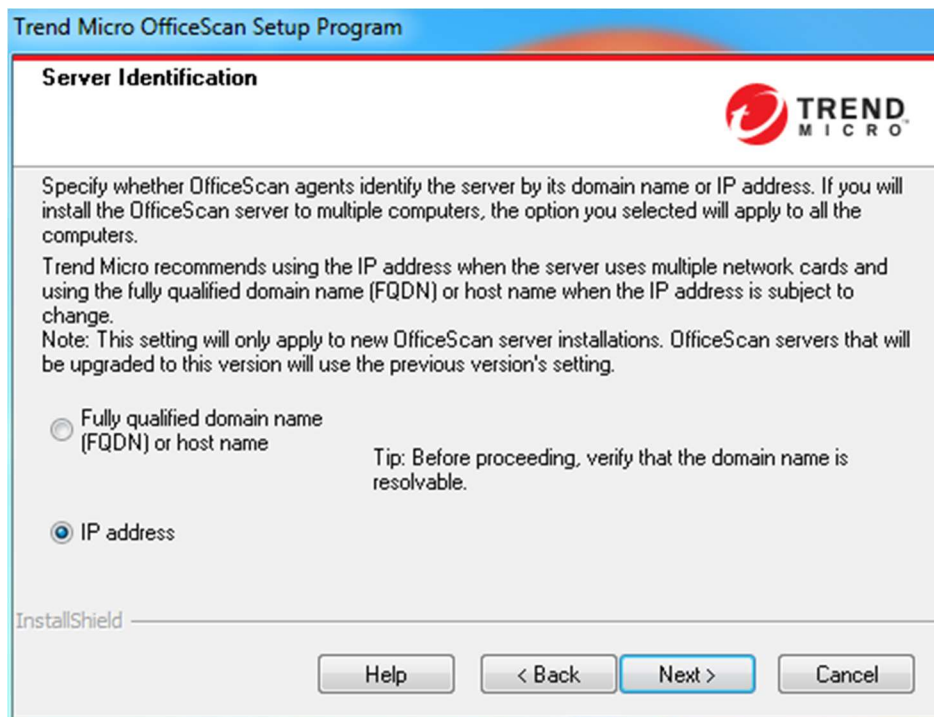 Trend Micro OfficeScan Setup Program
Server Identification
TREND
MICRO
Specify whether OfficeScan agents identify the server by its domain name or IP address. If you will
install the OfficeScan server to multiple computers, the option you selected will apply to all the
computers.
Trend Micro recommends using the IP address when the server uses multiple network cards and
using the fully qualified domain name (FQDN) or host name when the IP address is subject to
change.
Note: This setting will only apply to new OfficeScan server installations. OfficeScan servers that will
be upgraded to this version will use the previous version's setting.
Fully qualified domain name
(FQDN) or host name
Tip: Before proceeding, verify that the domain name is
resolvable.
IP address
InstallShield
Help
< Back
Next >
Cancel